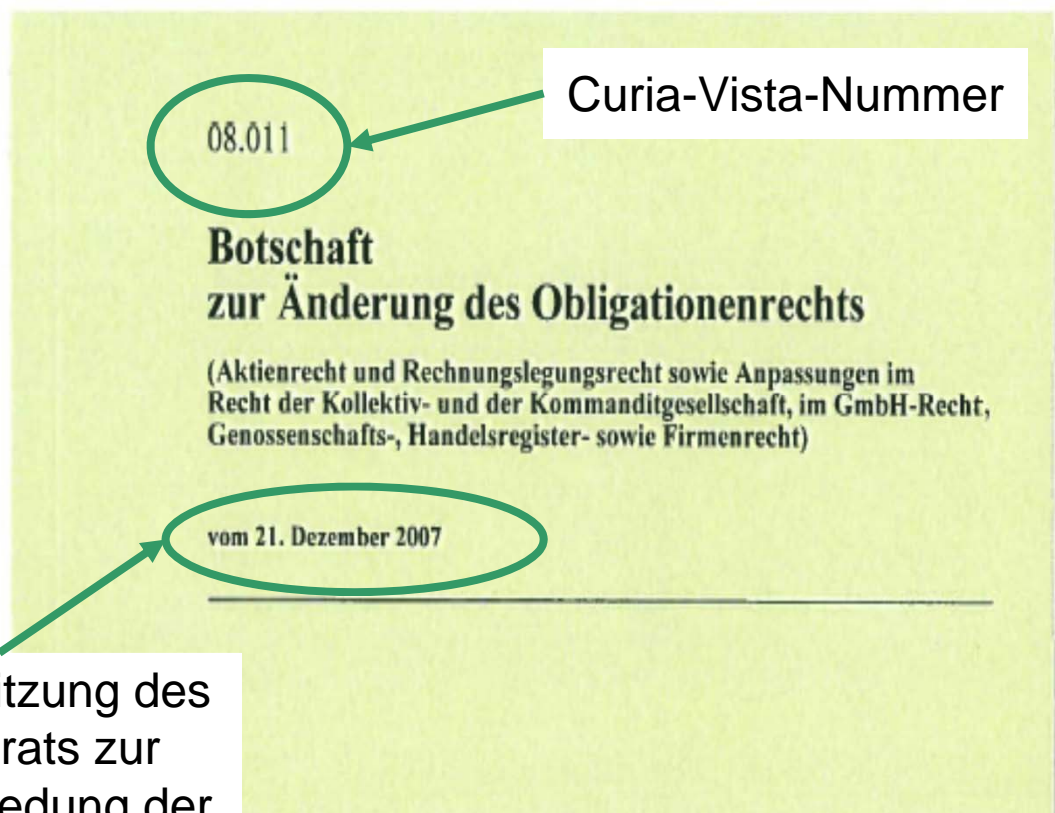 Curia-Vista-Nummer
08.011
Botschaft
zur Änderung des Obligationenrechts
(Aktienrecht und Rechnungslegungsrecht sowie Anpassungen im
Recht der Kollektiv- und der Kommanditgesellschaft, im GmbH-Recht,
Genossenschafts-, Handelsregister- sowie Firmenrecht)
vom 21. Dezember 2007
itzung des
rats zur
edung der